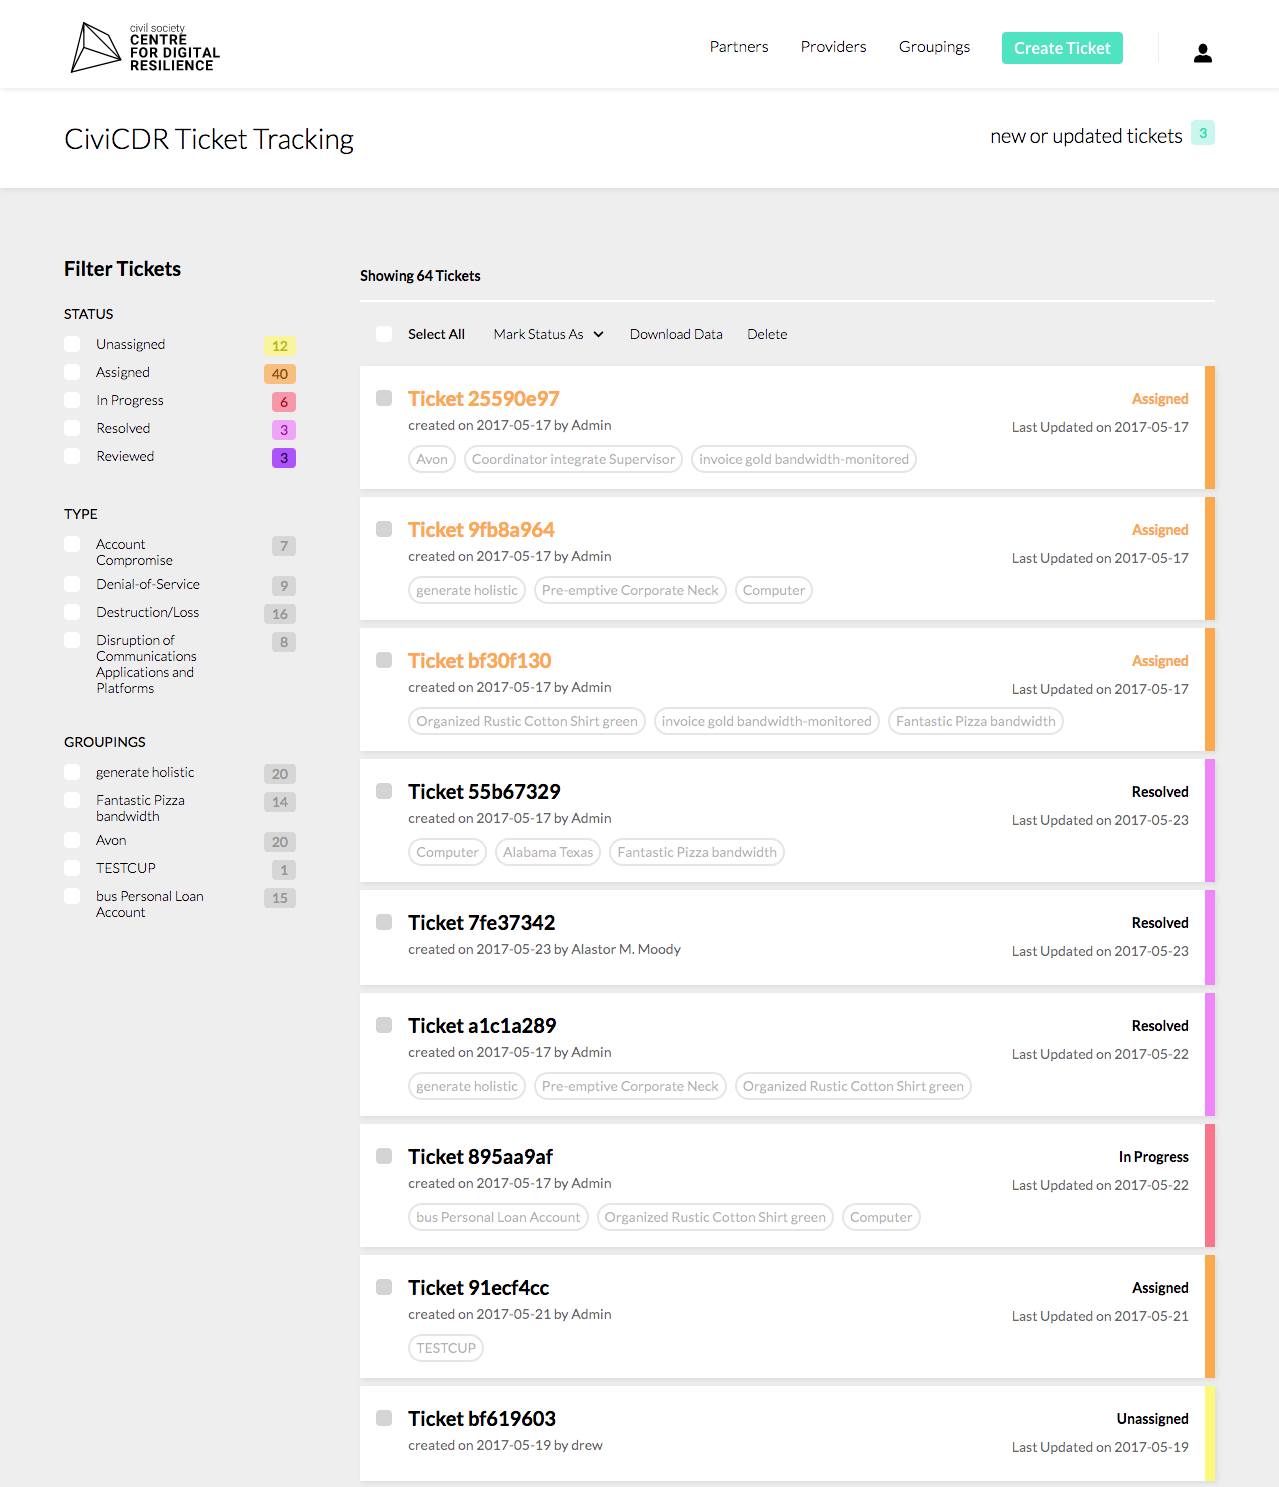 civil society
CENTRE
FOR DIGITAL
RESILIENCE
Partners
Providers
Groupings
Create Ticket
CiviCDR Ticket Tracking
new or updated tickets 3
Filter Tickets
STATUS
Unassigned 12
Assigned 40
In Progress 6
Resolved 3
Reviewed 3
TYPE
Account
Compromise 7
Denial-of-Service 9
Destruction/Loss 16
Disruption of 8
Communications
Applications and
Platforms
GROUPINGS
generate holistic 20
Fantastic Pizza 14
bandwidth
Avon 20
TESTCUP 1
bus Personal Loan 15
Account
Showing 64 Tickets
Select All Mark Status As Download Data Delete
Ticket 25590e97 Assigned
created on 2017-05-17 by Admin Last Updated on 2017-05-17
Avon Coordinator integrate Supervisor invoice gold bandwidth-monitored
Ticket 9fb8a964 Assigned
created on 2017-05-17 by Admin Last Updated on 2017-05-17
generate holistic Pre-emptive Corporate Neck Computer
Ticket bf30f130 Assigned
created on 2017-05-17 by Admin Last Updated on 2017-05-17
Organized Rustic Cotton Shirt green invoice gold bandwidth-monitored Fantastic Pizza bandwidth
Ticket 55b67329 Resolved
created on 2017-05-17 by Admin Last Updated on 2017-05-23
Computer Alabama Texas Fantastic Pizza bandwidth
Ticket 7fe37342 Resolved
created on 2017-05-23 by Alastor M. Moody Last Updated on 2017-05-23
Ticket a1c1a289 Resolved
created on 2017-05-17 by Admin Last Updated on 2017-05-22
generate holistic Pre-emptive Corporate Neck Organized Rustic Cotton Shirt green
Ticket 895aa9af In Progress
created on 2017-05-17 by Admin Last Updated on 2017-05-22
bus Personal Loan Account Organized Rustic Cotton Shirt green Computer
Ticket 91ecf4cc Assigned
created on 2017-05-21 by Admin Last Updated on 2017-05-21
TESTCUP
Ticket bf619603 Unassigned
created on 2017-05-19 by drew Last Updated on 2017-05-19